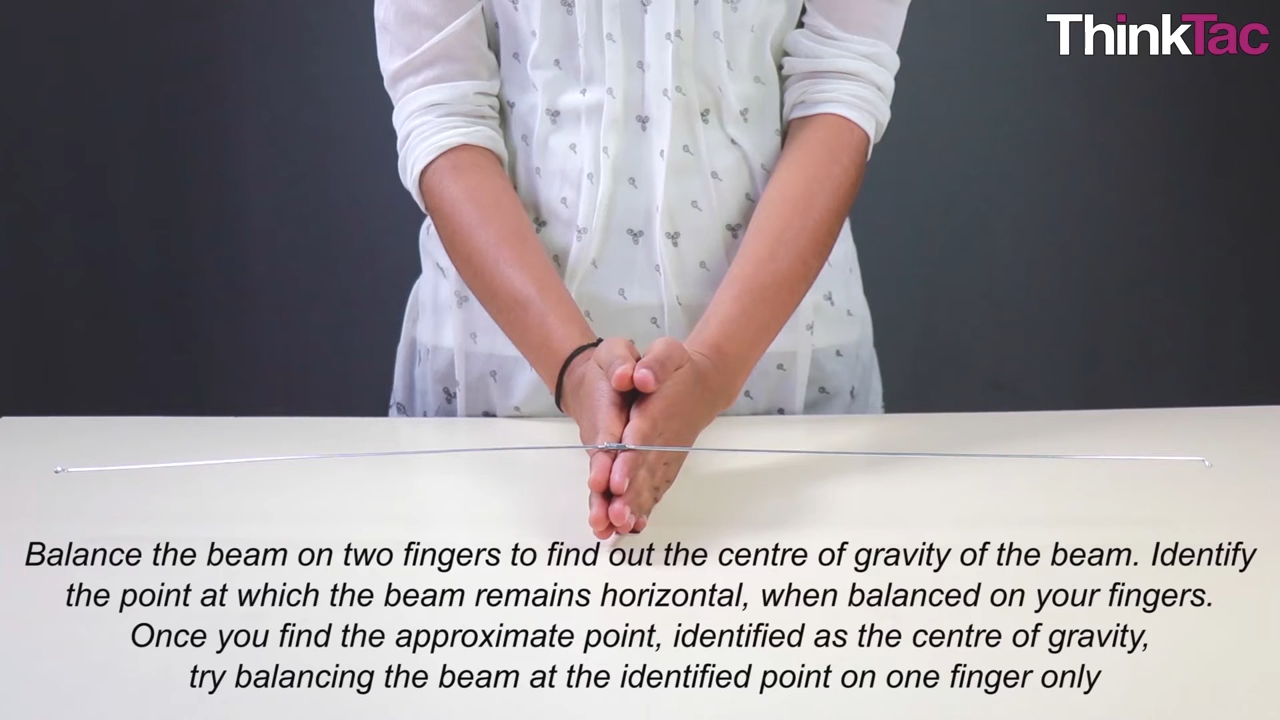 ThinkTac
Balance the beam on two fingers to find out the centre of gravity of the beam. Identify
the point at which the beam remains horizontal, when balanced on your fingers.
Once you find the approximate point, identified as the centre of gravity,
try balancing the beam at the identified point on one finger only